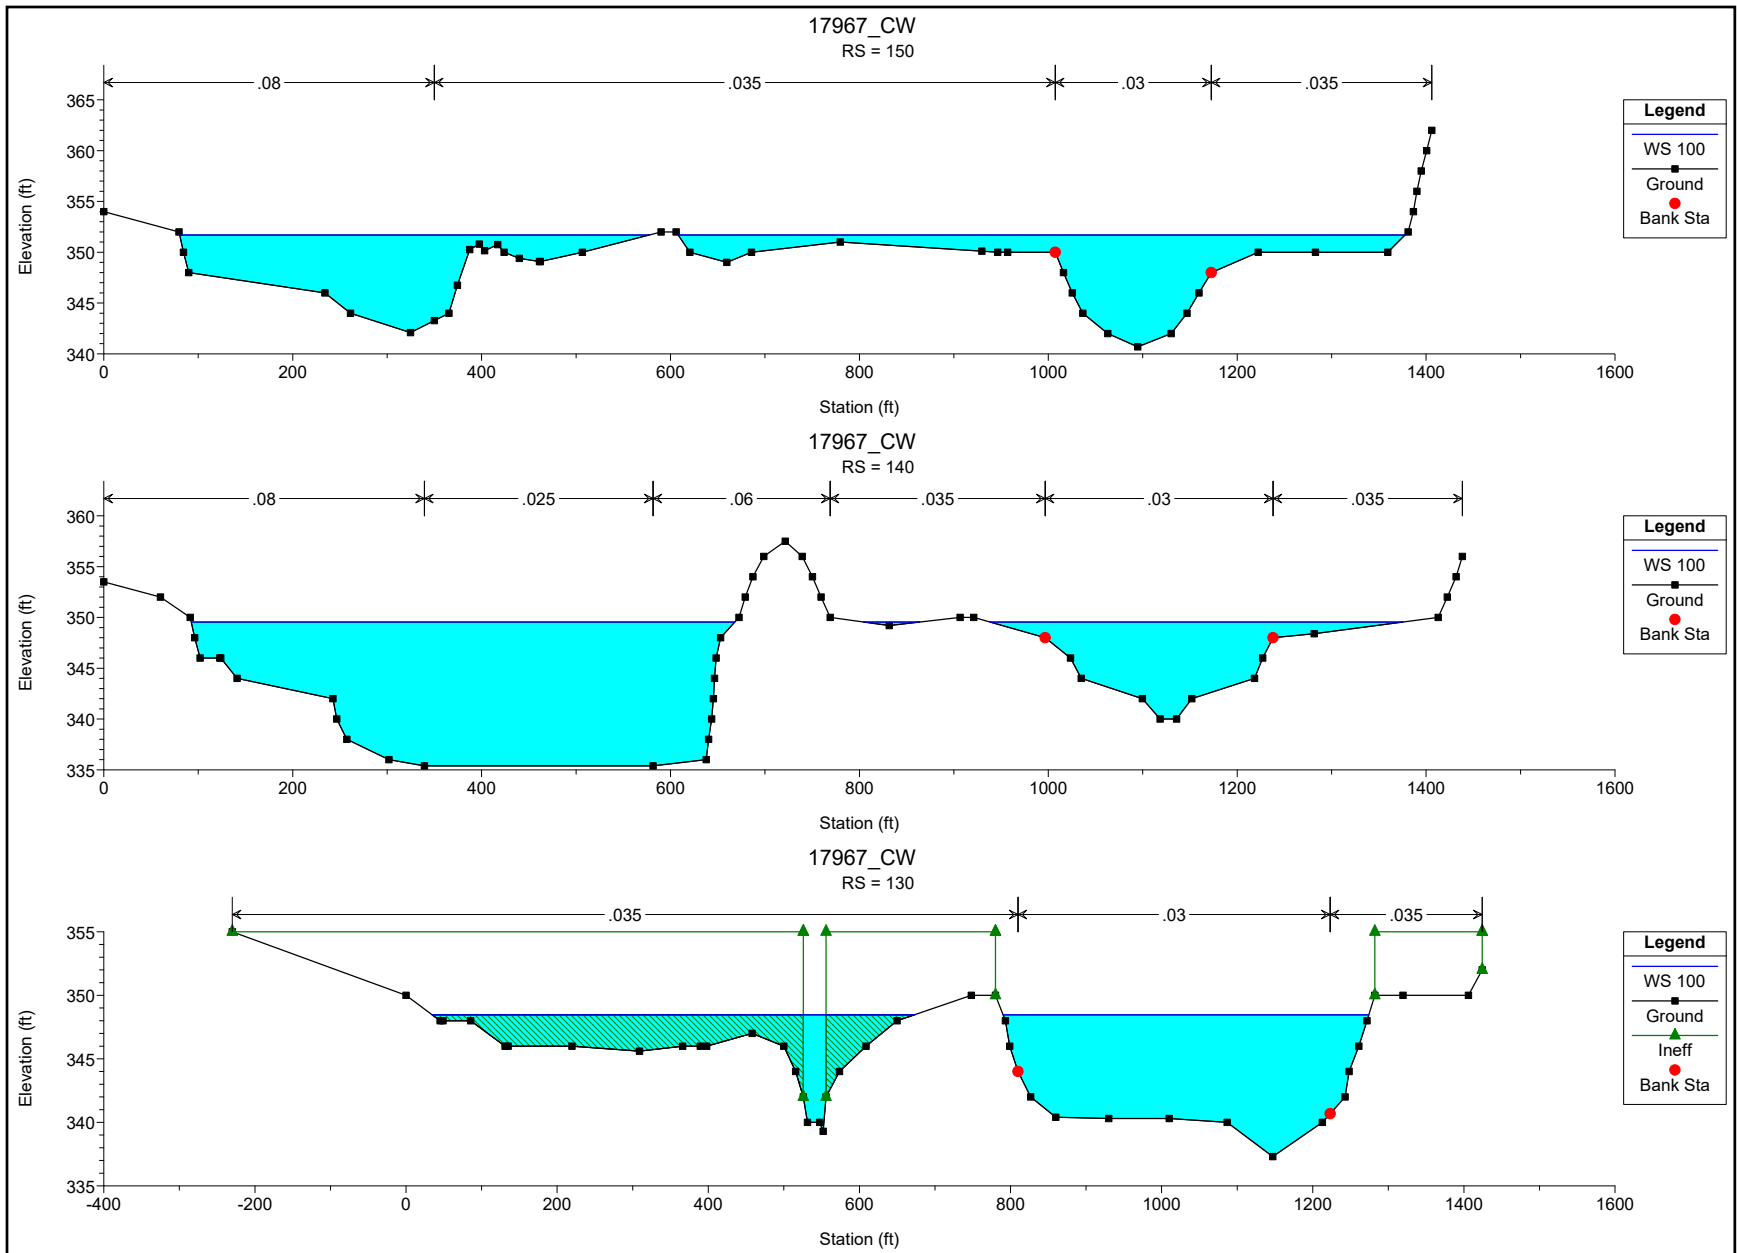 17967_CW
RS = 150
.08 .035 .03 .035
365
360
355
350
345
340
Elevation (ft)
0 200 400 600 800 1000 1200 1400 1600
Station (ft)
Legend
WS 100
Ground
Bank Sta
17967_CW
RS = 140
.08 .025 .06 .035 .03 .035
360
355
350
345
340
335
Elevation (ft)
0 200 400 600 800 1000 1200 1400 1600
Station (ft)
Legend
WS 100
Ground
Bank Sta
17967_CW
RS = 130
.035 .03 .035
355
350
345
340
335
Elevation (ft)
-400 -200 0 200 400 600 800 1000 1200 1400 1600
Station (ft)
Legend
WS 100
Ground
Ineff
Bank Sta